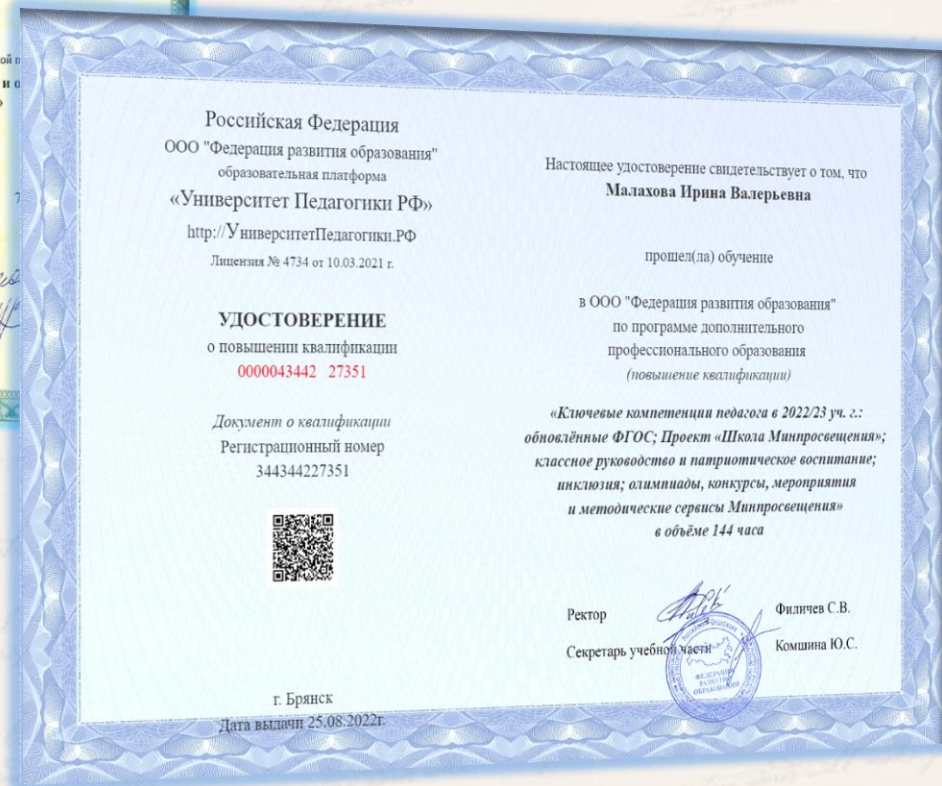 Российская Федерация
ООО "Федерация развития образования"
образовательная платформа
«Университет Педагогики РФ»
http://УниверситетПедагогики.РФ
Лицензия № 4734 от 10.03.2021 г.
УДОСТОВЕРЕНИЕ
о повышении квалификации
0000043442 27351
Документ о квалификации
Регистрационный номер
344344227351
г. Брянск
Дата выдачи 25.08.2022г.
Настоящее удостоверение свидетельствует о том, что
Малахова Ирина Валерьевна
прошел(ла) обучение
в ООО "Федерация развития образования"
по программе дополнительного
профессионального образования
(повышение квалификации)
«Ключевые компетенции педагога в 2022/23 уч. г.:
обновлённые ФГОС; Проект «Школа Минпросвещения»;
классное руководство и патриотическое воспитание;
инклюзия; олимпиады, конкурсы, мероприятия
и методические сервисы Минпросвещения»
в объёме 144 часа
Ректор Филичев С.В.
Секретарь учебной части Комшина Ю.С.
ФЕДЕРАЦИЯ
РАЗВИТИЯ
ОБРАЗОВАНИЯ